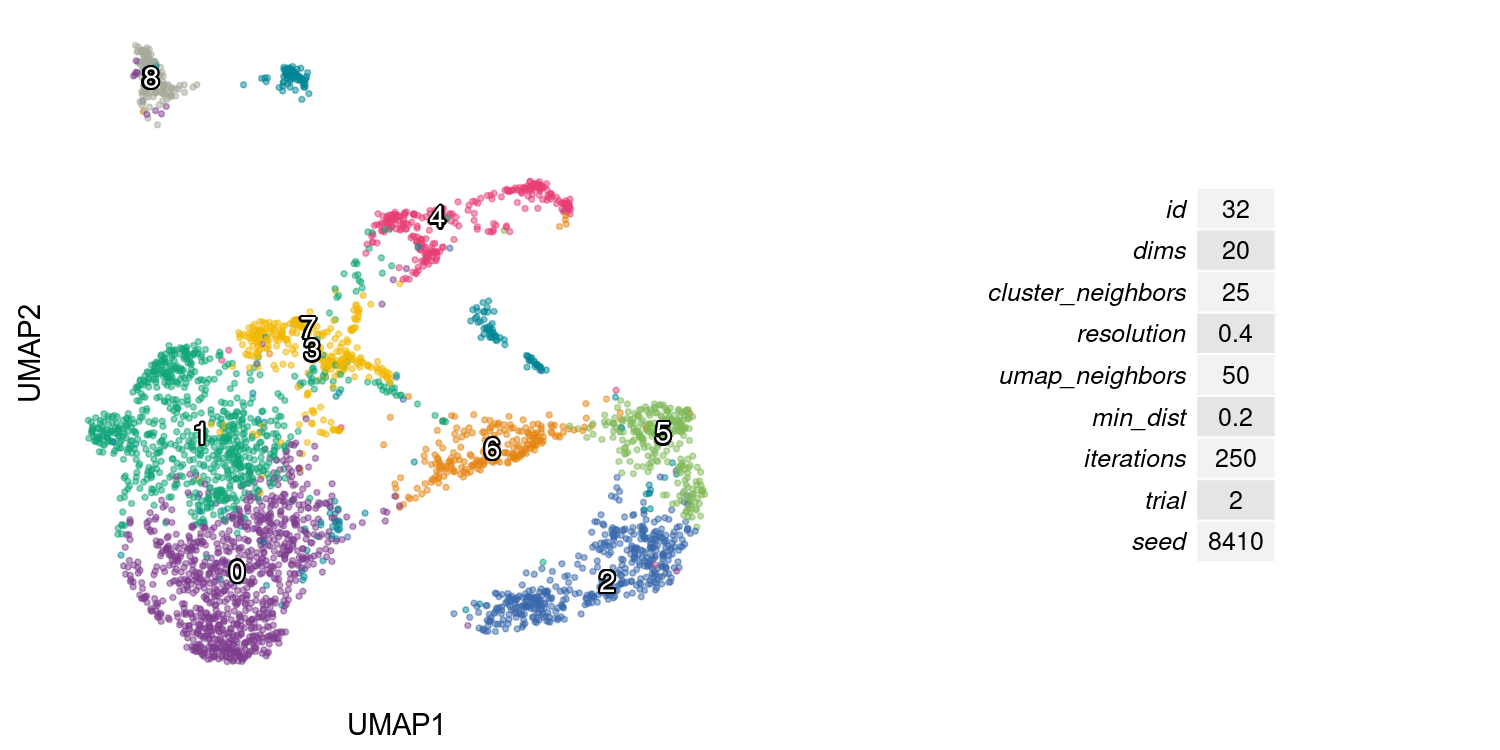 8
4
7
3
1
5
6
0
2
UMAP2
UMAP1
id 32
dims 20
cluster_neighbors 25
resolution 0.4
umap_neighbors 50
min_dist 0.2
iterations 250
trial 2
seed 8410